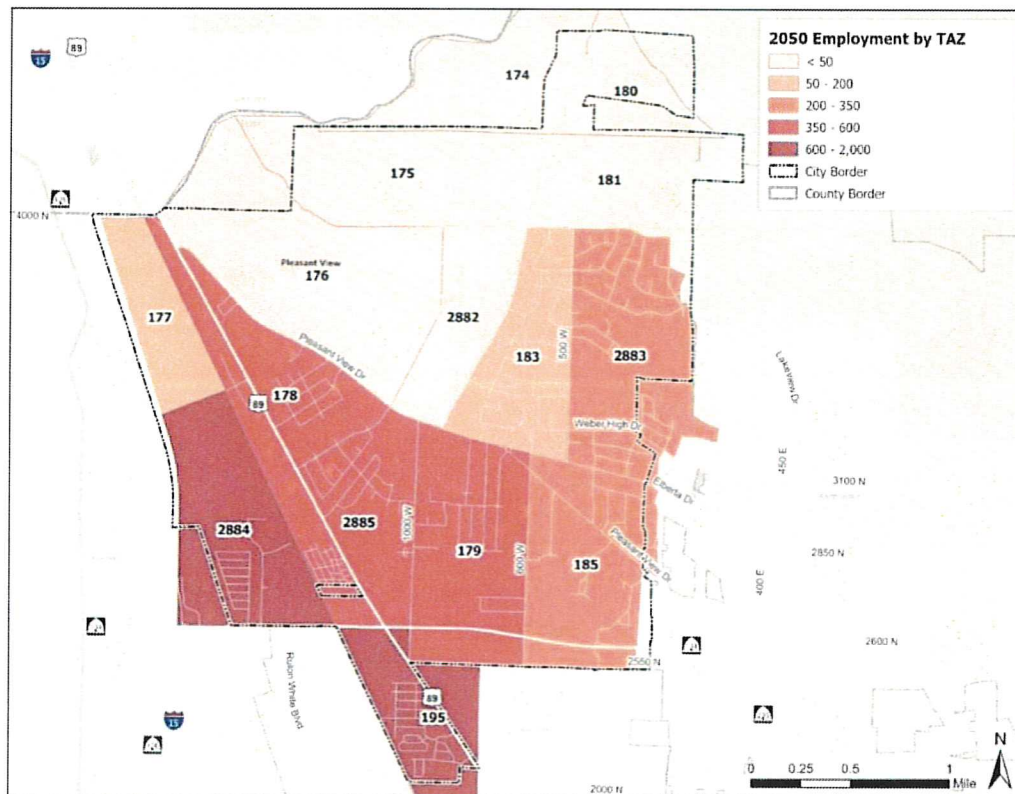 2050 Employment by TAZ
< 50
50 - 200
200 - 350
350 - 600
600 - 2,000
City Border
County Border
15
89
174
180
175
181
4000 N
Pleasant View
176
177
2882
183
500 W
2883
Pleasant View Dr
178
89
Weber High Dr
Lakeview Dr
450 E
3100 N
Elberta Dr
2884
2885
1000 W
179
600 W
185
Pleasant View Dr
2850 N
400 E
2600 N
2550 N
Rulon White Blvd
89
195
15
2000 N
N
0 0.25 0.5 1
Mile